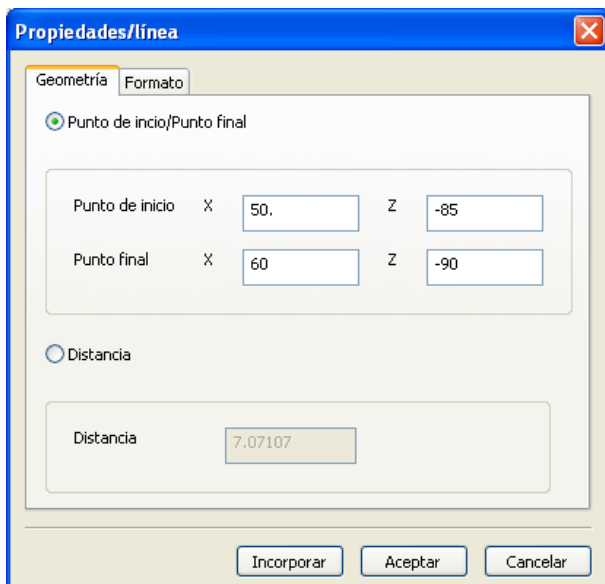 Propiedades/línea
Geometría Formato
Punto de incio/Punto final
Punto de inicio X 50. Z -85
Punto final X 60 Z -90
Distancia
Distancia 7.07107
Incorporar Aceptar Cancelar